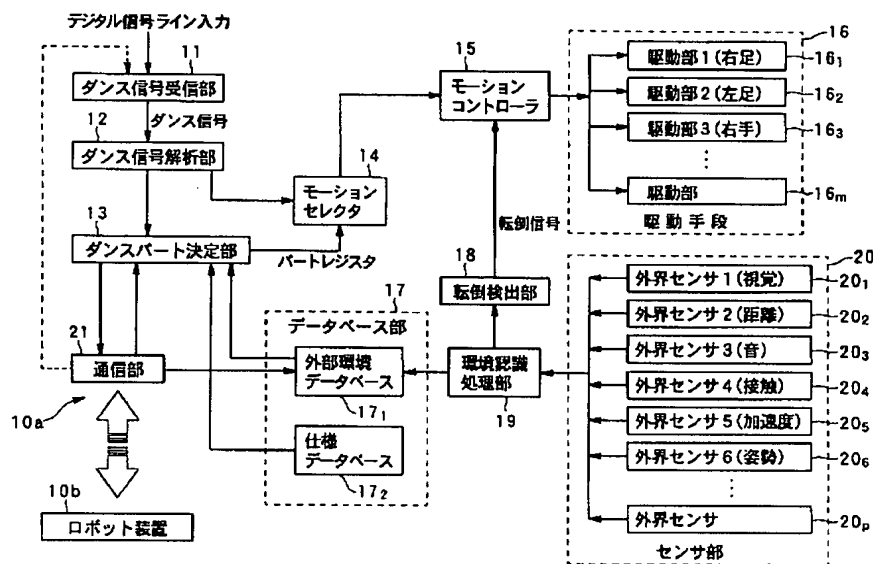 デジタル信号ライン入力
11
ダンス信号受信部
ダンス信号
12
ダンス信号解析部
13
ダンスパート決定部
14
モーション
セレクタ
パートレジスタ
15
モーション
コントローラ
転倒信号
18
転倒検出部
16
駆動部1(右足)
16₁
駆動部2(左足)
16₂
駆動部3(右手)
16₃
⋮
駆動部
16m
駆動手段
21
通信部
10a
10b
ロボット装置
17
データベース部
外部環境
データベース
17₁
仕様
データベース
17₂
環境認識
処理部
19
20
外界センサ1(視覚)
20₁
外界センサ2(距離)
20₂
外界センサ3(音)
20₃
外界センサ4(接触)
20₄
外界センサ5(加速度)
20₅
外界センサ6(姿勢)
20₆
⋮
外界センサ
20p
センサ部